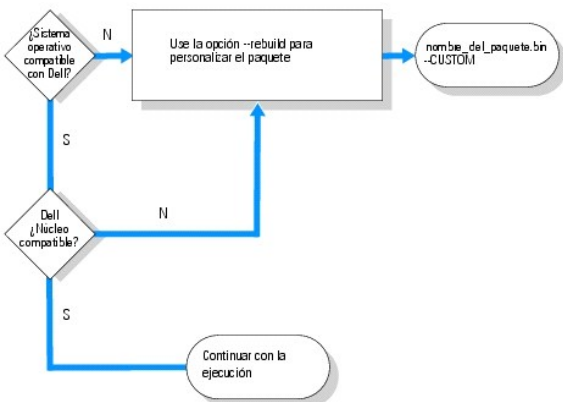 ¿Sistema
operativo
compatible
con Dell?
N
Use la opción --rebuild para
personalizar el paquete
nombre_del_paquete.bin
--CUSTOM
S
Dell
¿Núcleo
compatible?
N
S
Continuar con la
ejecución